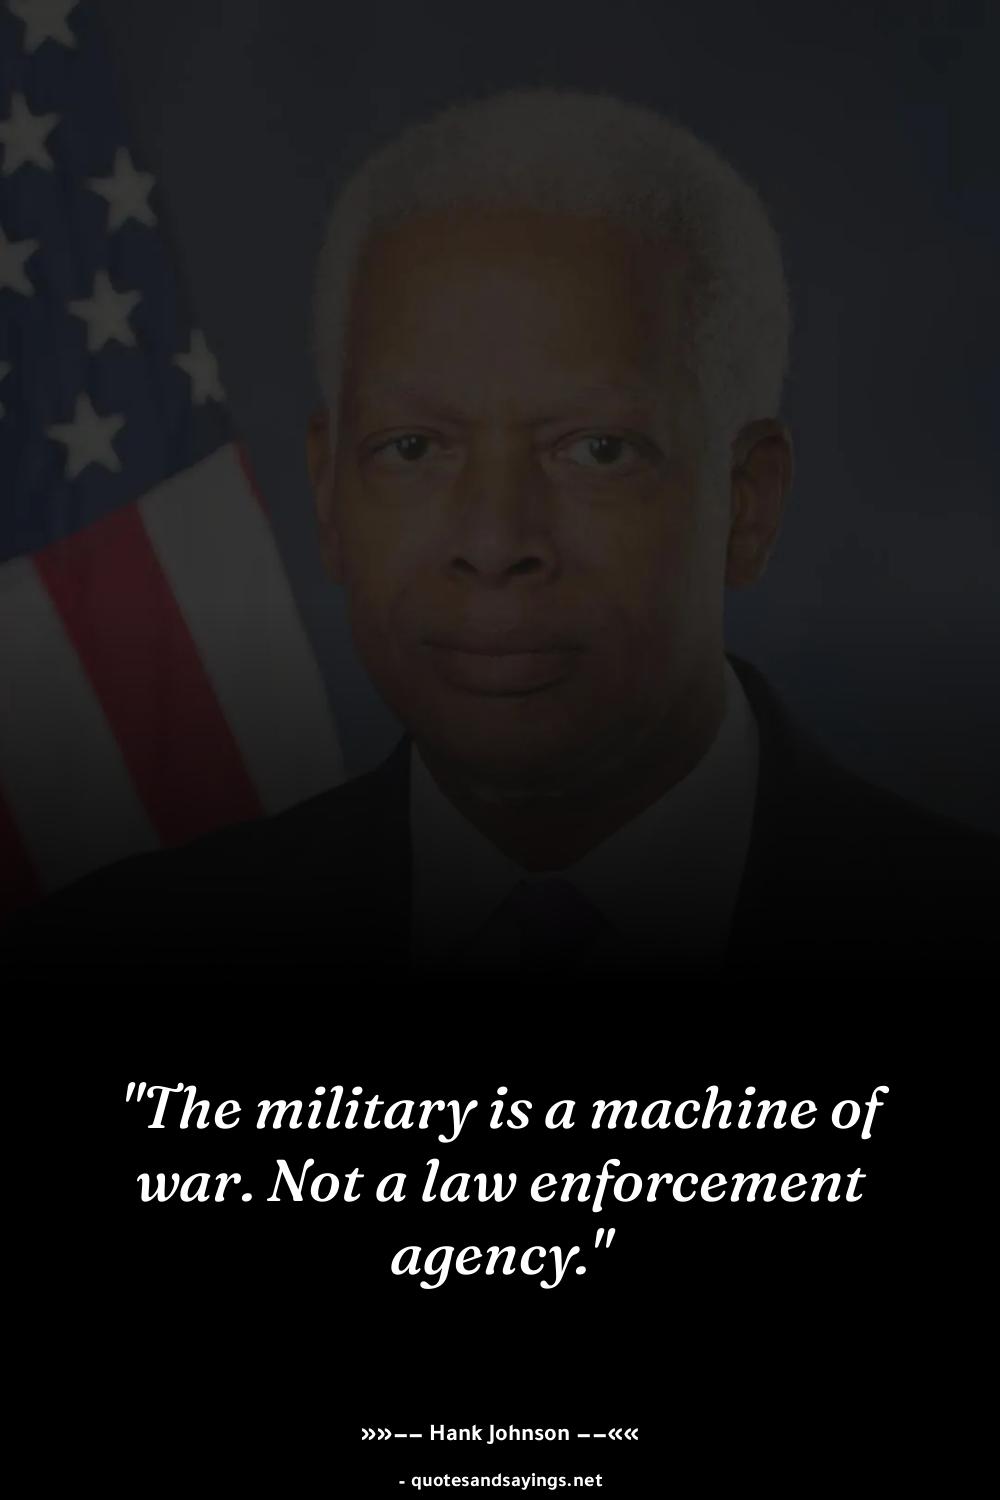 "The military is a machine of
war. Not a law enforcement
agency."
»»−− Hank Johnson −−««
- quotesandsayings.net